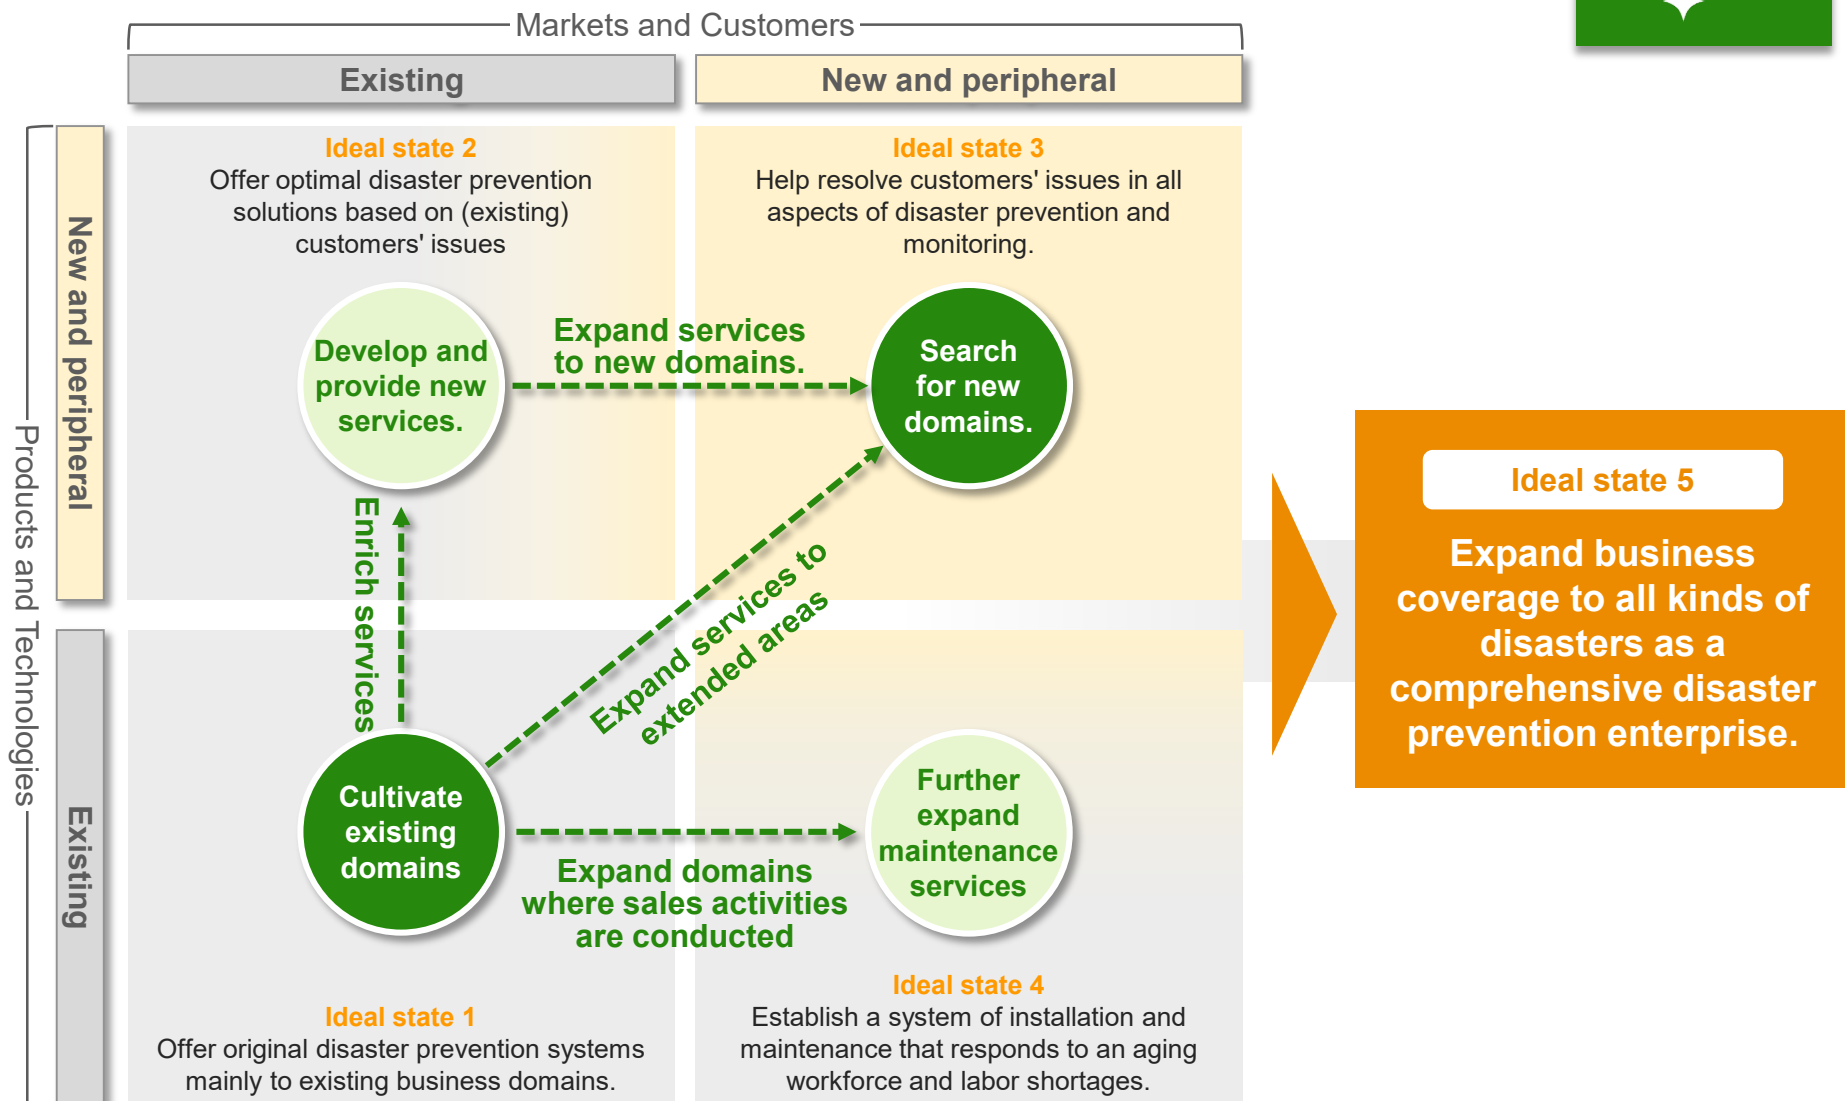 Markets and Customers
Existing
New and peripheral
Products and Technologies
New and peripheral
Existing
Ideal state 2
Offer optimal disaster prevention
solutions based on (existing)
customers' issues
Ideal state 3
Help resolve customers' issues in all
aspects of disaster prevention and
monitoring.
Develop and
provide new
services.
Expand services
to new domains.
Search
for new
domains.
Enrich services
Expand services to
extended areas
Cultivate
existing
domains
Expand domains
where sales activities
are conducted
Further
expand
maintenance
services
Ideal state 1
Offer original disaster prevention systems
mainly to existing business domains.
Ideal state 4
Establish a system of installation and
maintenance that responds to an aging
workforce and labor shortages.
Ideal state 5
Expand business
coverage to all kinds of
disasters as a
comprehensive disaster
prevention enterprise.